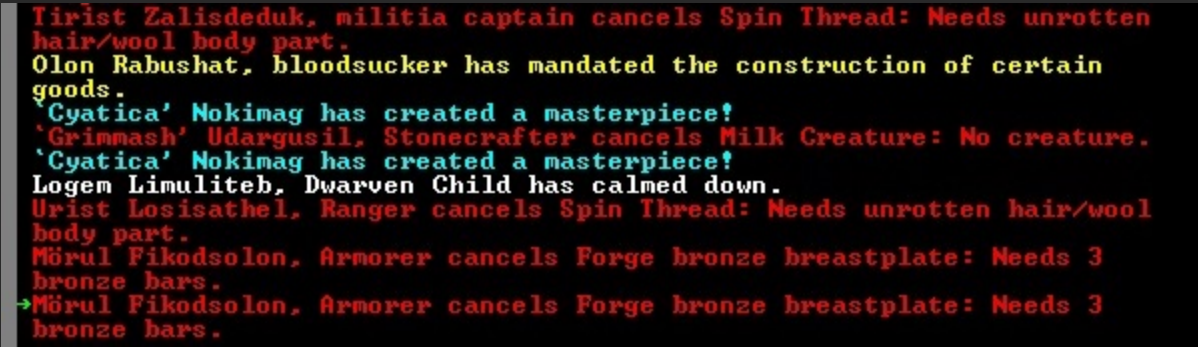 Tirist Zalisdeduk, militia captain cancels Spin Thread: Needs unrotten
hair/wool body part.
Olon Rabushat, bloodsucker has mandated the construction of certain
goods.
`Cyatica' Nokimag has created a masterpiece!
`Grimmash' Udargusil, Stonecrafter cancels Milk Creature: No creature.
`Cyatica' Nokimag has created a masterpiece!
Logem Limuliteb, Dwarven Child has calmed down.
Urist Losisathel, Ranger cancels Spin Thread: Needs unrotten hair/wool
body part.
Mörul Fikodsolon, Armorer cancels Forge bronze breastplate: Needs 3
bronze bars.
→Mörul Fikodsolon, Armorer cancels Forge bronze breastplate: Needs 3
bronze bars.